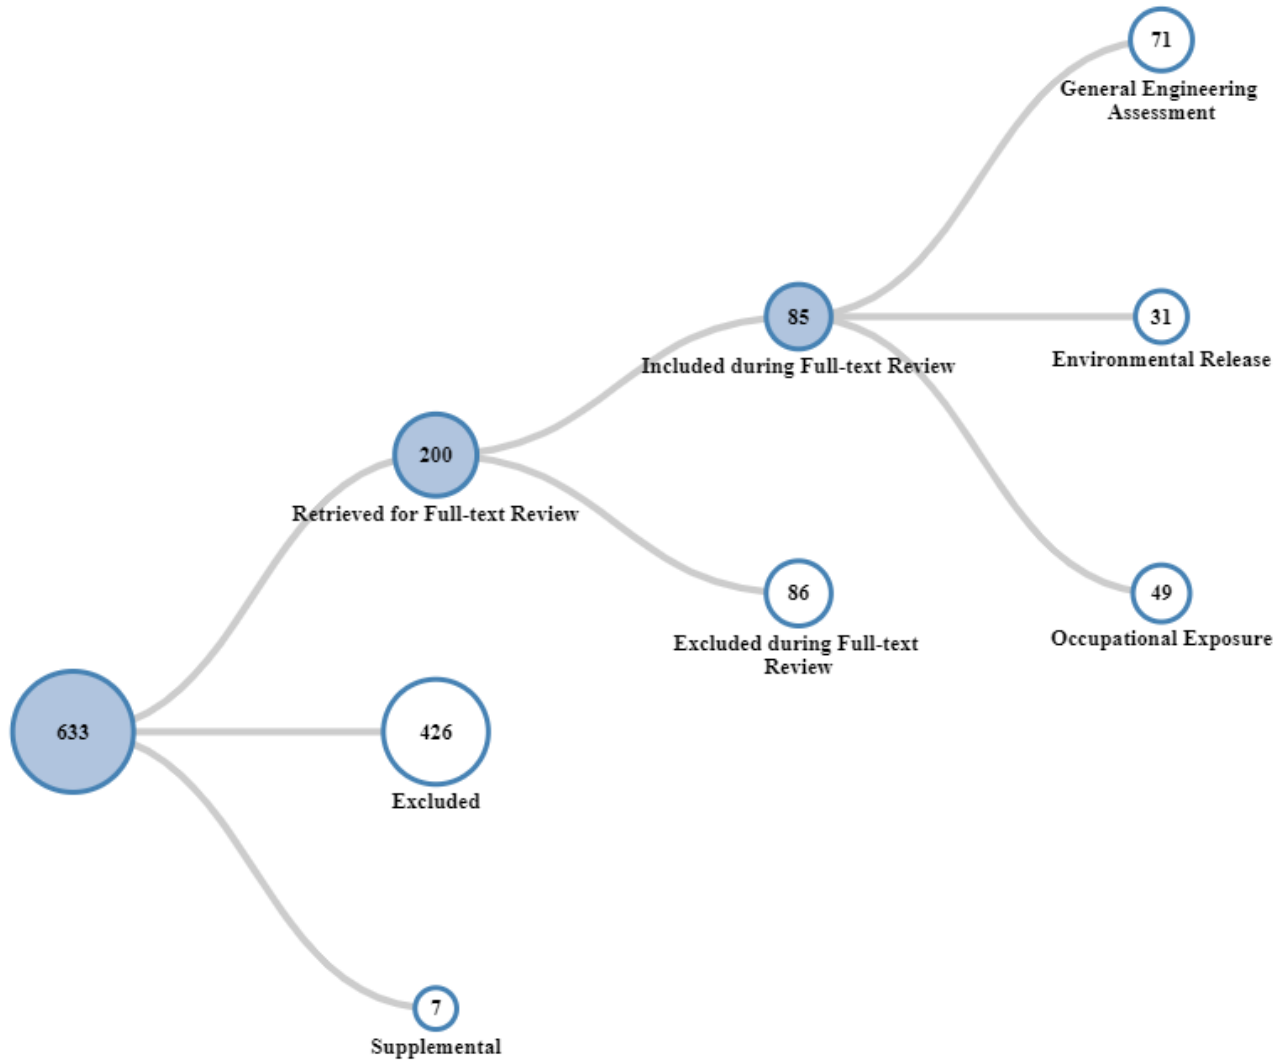 71
General Engineering
Assessment
85
Included during Full-text Review
31
Environmental Release
200
Retrieved for Full-text Review
86
Excluded during Full-text
Review
49
Occupational Exposure
633
426
Excluded
7
Supplemental